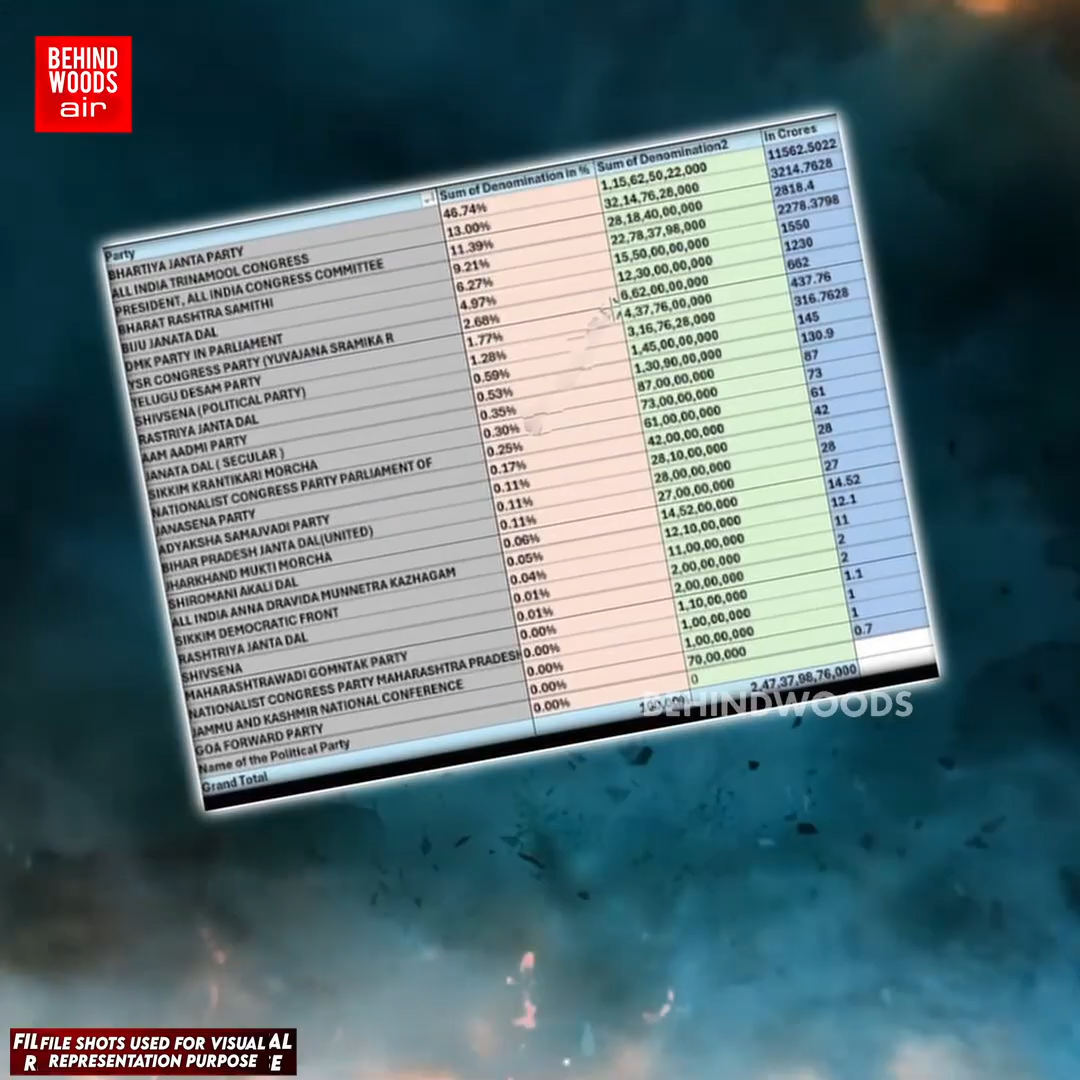 BEHIND
WOODS
air
Party Sum of Denomination in % Sum of Denomination2 In Crores
BHARTIYA JANTA PARTY 46.74% 1,15,62,50,22,000 11562.5022
ALL INDIA TRINAMOOL CONGRESS 13.00% 32,14,76,28,000 3214.7628
PRESIDENT, ALL INDIA CONGRESS COMMITTEE 11.39% 28,18,40,00,000 2818.4
BHARAT RASHTRA SAMITHI 9.21% 22,78,37,98,000 2278.3798
BIJU JANATA DAL 6.27% 15,50,00,00,000 1550
DMK PARTY IN PARLIAMENT 4.97% 12,30,00,00,000 1230
YSR CONGRESS PARTY (YUVAJANA SRAMIKA R 2.68% 6,62,00,00,000 662
TELUGU DESAM PARTY 1.77% 4,37,76,00,000 437.76
SHIVSENA (POLITICAL PARTY) 1.28% 3,16,76,28,000 316.7628
RASTRIYA JANTA DAL 0.59% 1,45,00,00,000 145
AAM AADMI PARTY 0.53% 1,30,90,00,000 130.9
JANATA DAL ( SECULAR ) 0.35% 87,00,00,000 87
SIKKIM KRANTIKARI MORCHA 0.30% 73,00,00,000 73
NATIONALIST CONGRESS PARTY PARLIAMENT OF 0.25% 61,00,00,000 61
JANASENA PARTY 0.17% 42,00,00,000 42
ADYAKSHA SAMAJVADI PARTY 0.11% 28,10,00,000 28
BIHAR PRADESH JANTA DAL(UNITED) 0.11% 28,00,00,000 28
JHARKHAND MUKTI MORCHA 0.11% 27,00,00,000 27
SHIROMANI AKALI DAL 0.06% 14,52,00,000 14.52
ALL INDIA ANNA DRAVIDA MUNNETRA KAZHAGAM 0.05% 12,10,00,000 12.1
SIKKIM DEMOCRATIC FRONT 0.04% 11,00,00,000 11
RASHTRIYA JANTA DAL 0.01% 2,00,00,000 2
SHIVSENA 0.01% 2,00,00,000 2
MAHARASHTRAWADI GOMNTAK PARTY 0.00% 1,10,00,000 1.1
NATIONALIST CONGRESS PARTY MAHARASHTRA PRADESH 0.00% 1,00,00,000 1
JAMMU AND KASHMIR NATIONAL CONFERENCE 0.00% 1,00,00,000 1
GOA FORWARD PARTY 0.00% 70,00,000 0.7
Name of the Political Party 0.00% 0
Grand Total 2,47,37,98,76,000
BEHINDWOODS
FILE SHOTS USED FOR VISUAL
REPRESENTATION PURPOSE